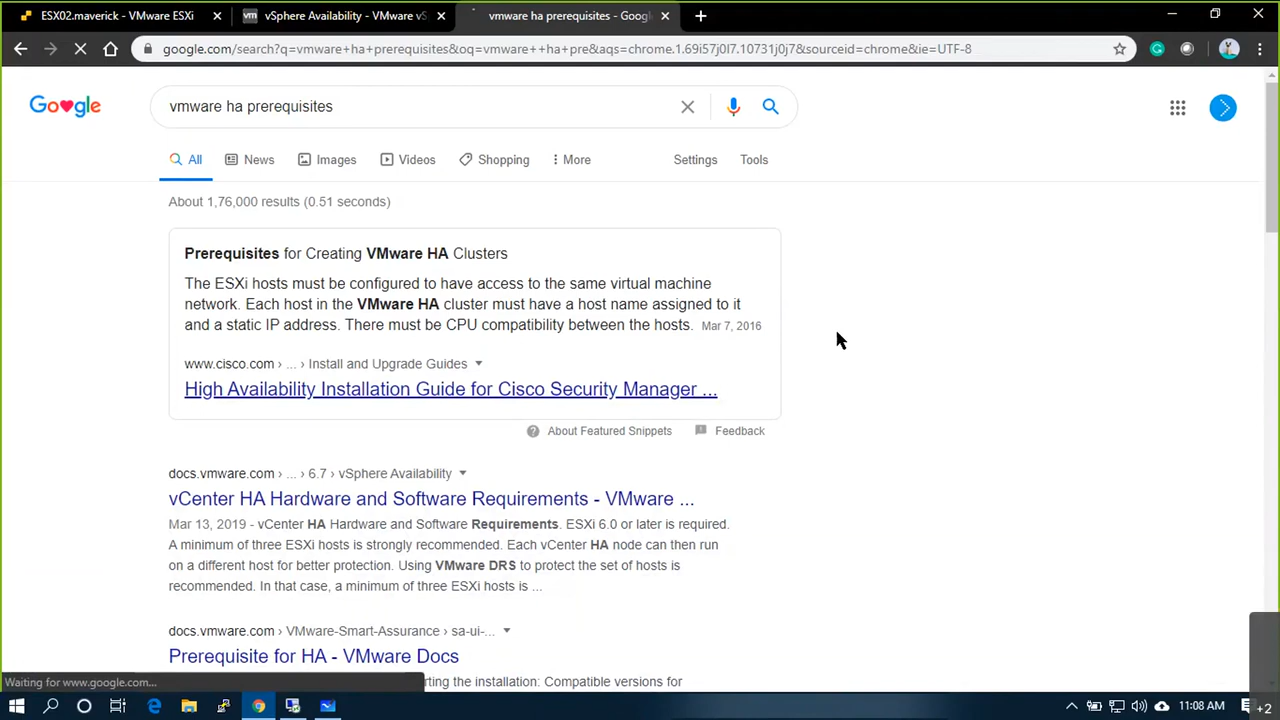 ESX02.maverick - VMware ESXi
vSphere Availability - VMware vS
vmware ha prerequisites - Googl
google.com/search?q=vmware+ha+prerequisites&oq=vmware++ha+pre&aqs=chrome.1.69i57j0l7.10731j0j7&sourceid=chrome&ie=UTF-8
Google
vmware ha prerequisites
All News Images Videos Shopping More Settings Tools
About 1,76,000 results (0.51 seconds)
Prerequisites for Creating VMware HA Clusters
The ESXi hosts must be configured to have access to the same virtual machine
network. Each host in the VMware HA cluster must have a host name assigned to it
and a static IP address. There must be CPU compatibility between the hosts. Mar 7, 2016
www.cisco.com › ... › Install and Upgrade Guides
High Availability Installation Guide for Cisco Security Manager ...
About Featured Snippets Feedback
docs.vmware.com › ... › 6.7 › vSphere Availability
vCenter HA Hardware and Software Requirements - VMware ...
Mar 13, 2019 - vCenter HA Hardware and Software Requirements. ESXi 6.0 or later is required.
A minimum of three ESXi hosts is strongly recommended. Each vCenter HA node can then run
on a different host for better protection. Using VMware DRS to protect the set of hosts is
recommended. In that case, a minimum of three ESXi hosts is ...
docs.vmware.com › VMware-Smart-Assurance › sa-ui-...
Prerequisite for HA - VMware Docs
rting the installation: Compatible versions for
Waiting for www.google.com...
11:08 AM
+2